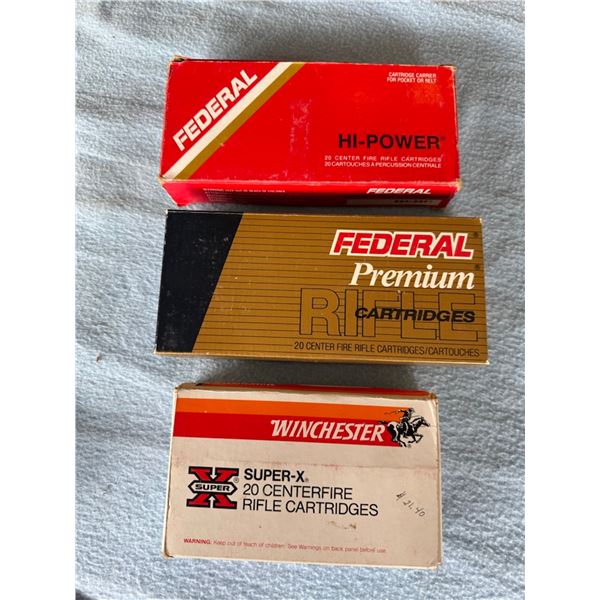 FEDERAL
CARTRIDGE CARRIER
FOR POCKET OR BELT
HI-POWER®
20 CENTER FIRE RIFLE CARTRIDGES
20 CARTOUCHES À PERCUSSION CENTRALE
FEDERAL
FEDERAL®
Premium®
RIFLE
CARTRIDGES
20 CENTER FIRE RIFLE CARTRIDGES/CARTOUCHES
WINCHESTER
X
SUPER
SUPER-X®
20 CENTERFIRE
RIFLE CARTRIDGES
21.40
WARNING: Keep out of reach of children. See Warnings on back panel before use.